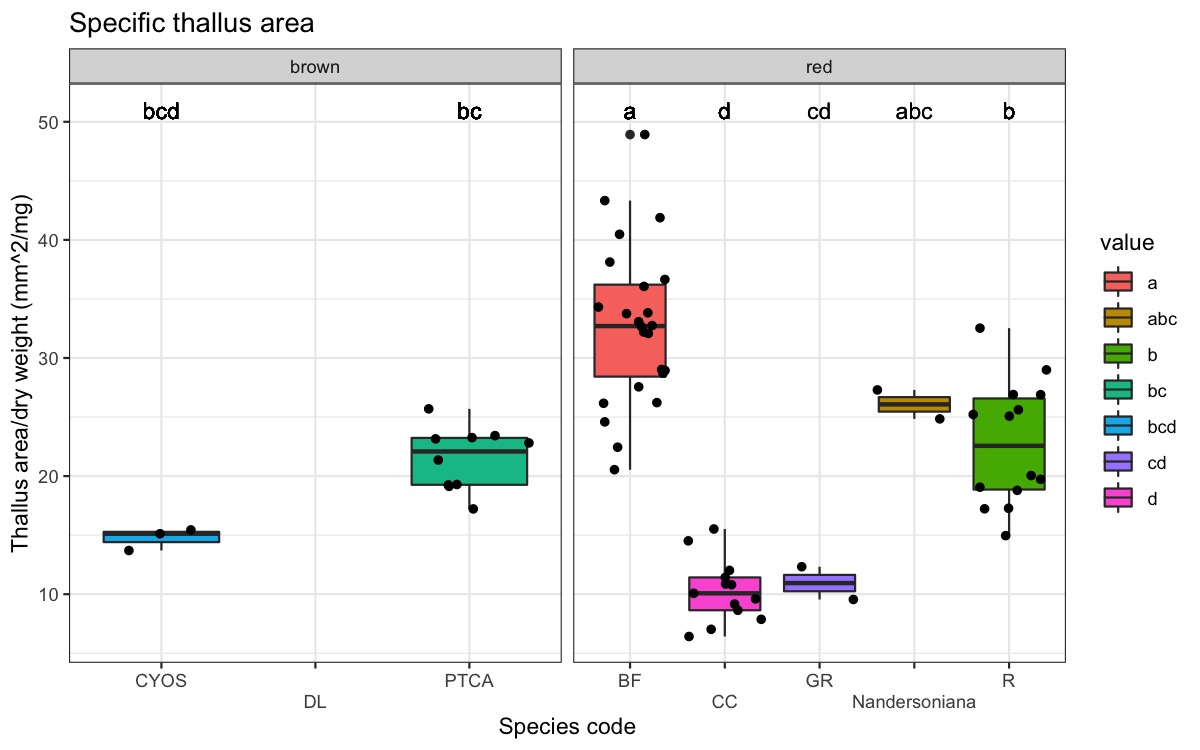 Specific thallus area
brown
red
bcd
bc
a
d
cd
abc
b
50
40
30
20
10
Thallus area/dry weight (mm^2/mg)
CYOS
DL
PTCA
BF
CC
GR
Nandersoniana
R
Species code
value
a
abc
b
bc
bcd
cd
d